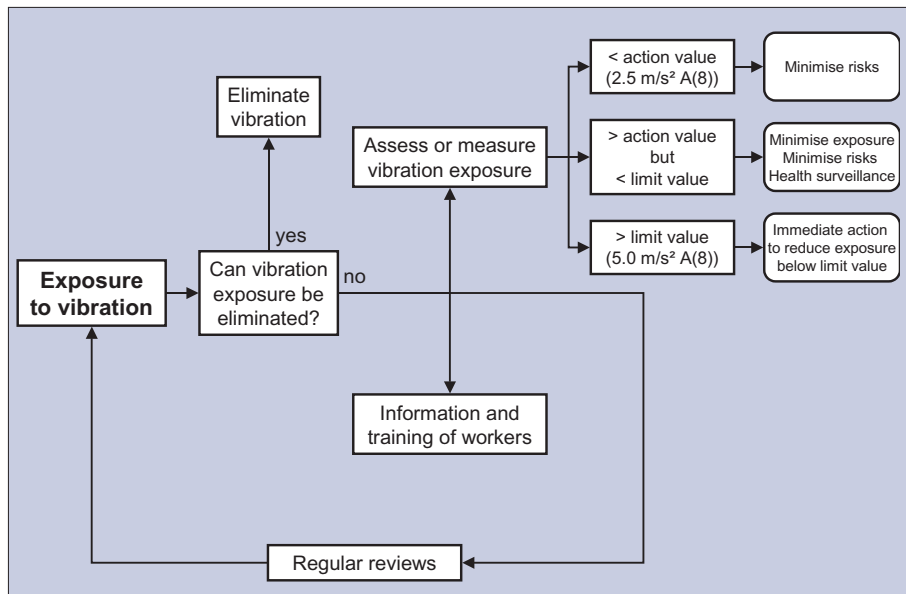 Exposure
to vibration
Can vibration
exposure be
eliminated?
yes
Eliminate
vibration
no
Assess or measure
vibration exposure
< action value
(2.5 m/s² A(8))
Minimise risks
> action value
but
< limit value
Minimise exposure
Minimise risks
Health surveillance
> limit value
(5.0 m/s² A(8))
Immediate action
to reduce exposure
below limit value
Information and
training of workers
Regular reviews